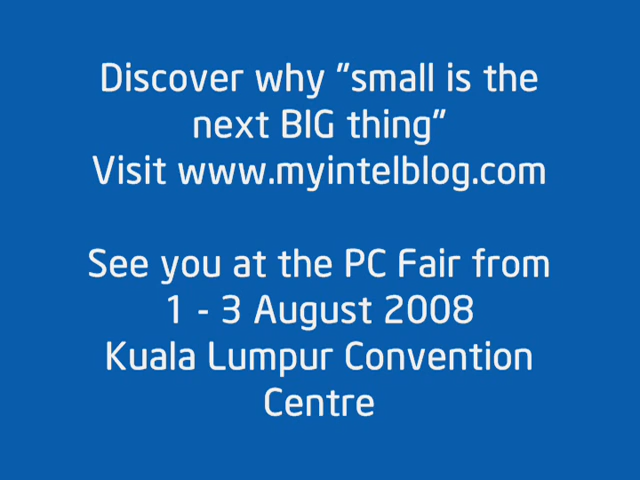 Discover why "small is the
next BIG thing"
Visit www.myintelblog.com
See you at the PC Fair from
1 - 3 August 2008
Kuala Lumpur Convention
Centre